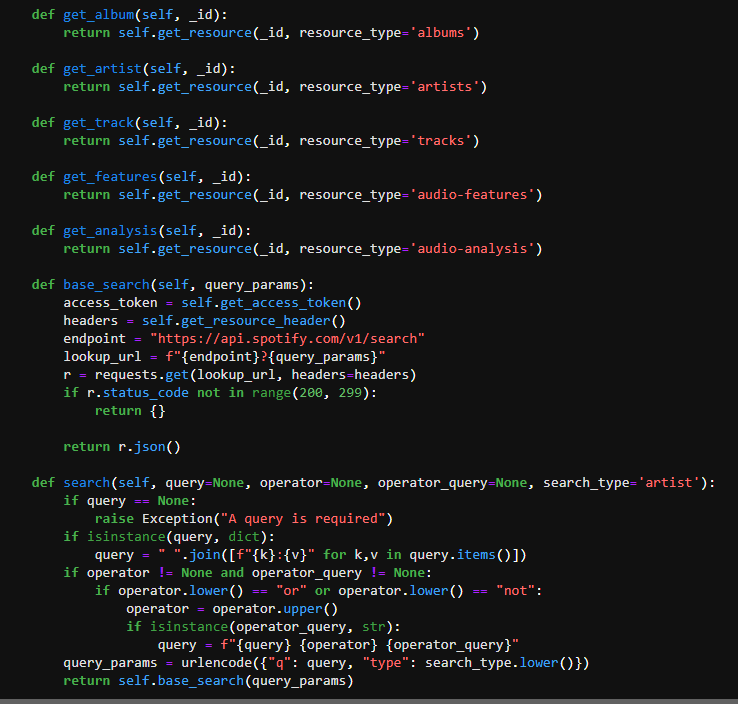 def get_album(self, _id):
return self.get_resource(_id, resource_type='albums')
def get_artist(self, _id):
return self.get_resource(_id, resource_type='artists')
def get_track(self, _id):
return self.get_resource(_id, resource_type='tracks')
def get_features(self, _id):
return self.get_resource(_id, resource_type='audio-features')
def get_analysis(self, _id):
return self.get_resource(_id, resource_type='audio-analysis')
def base_search(self, query_params):
access_token = self.get_access_token()
headers = self.get_resource_header()
endpoint = "https://api.spotify.com/v1/search"
lookup_url = f"{endpoint}?{query_params}"
r = requests.get(lookup_url, headers=headers)
if r.status_code not in range(200, 299):
return {}
return r.json()
def search(self, query=None, operator=None, operator_query=None, search_type='artist'):
if query == None:
raise Exception("A query is required")
if isinstance(query, dict):
query = " ".join([f"{k}:{v}" for k,v in query.items()])
if operator != None and operator_query != None:
if operator.lower() == "or" or operator.lower() == "not":
operator = operator.upper()
if isinstance(operator_query, str):
query = f"{query} {operator} {operator_query}"
query_params = urlencode({"q": query, "type": search_type.lower()})
return self.base_search(query_params)